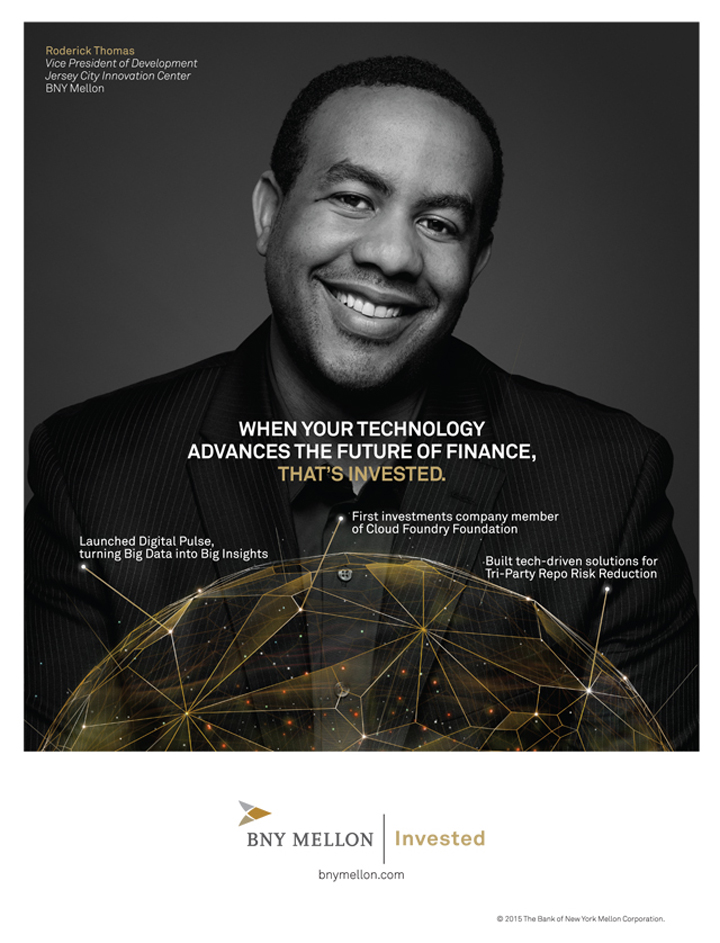 Roderick Thomas
Vice President of Development
Jersey City Innovation Center
BNY Mellon
WHEN YOUR TECHNOLOGY
ADVANCES THE FUTURE OF FINANCE,
THAT'S INVESTED.
First investments company member
of Cloud Foundry Foundation
Launched Digital Pulse,
turning Big Data into Big Insights
Built tech-driven solutions for
Tri-Party Repo Risk Reduction
BNY MELLON | Invested
bnymellon.com
© 2015 The Bank of New York Mellon Corporation.